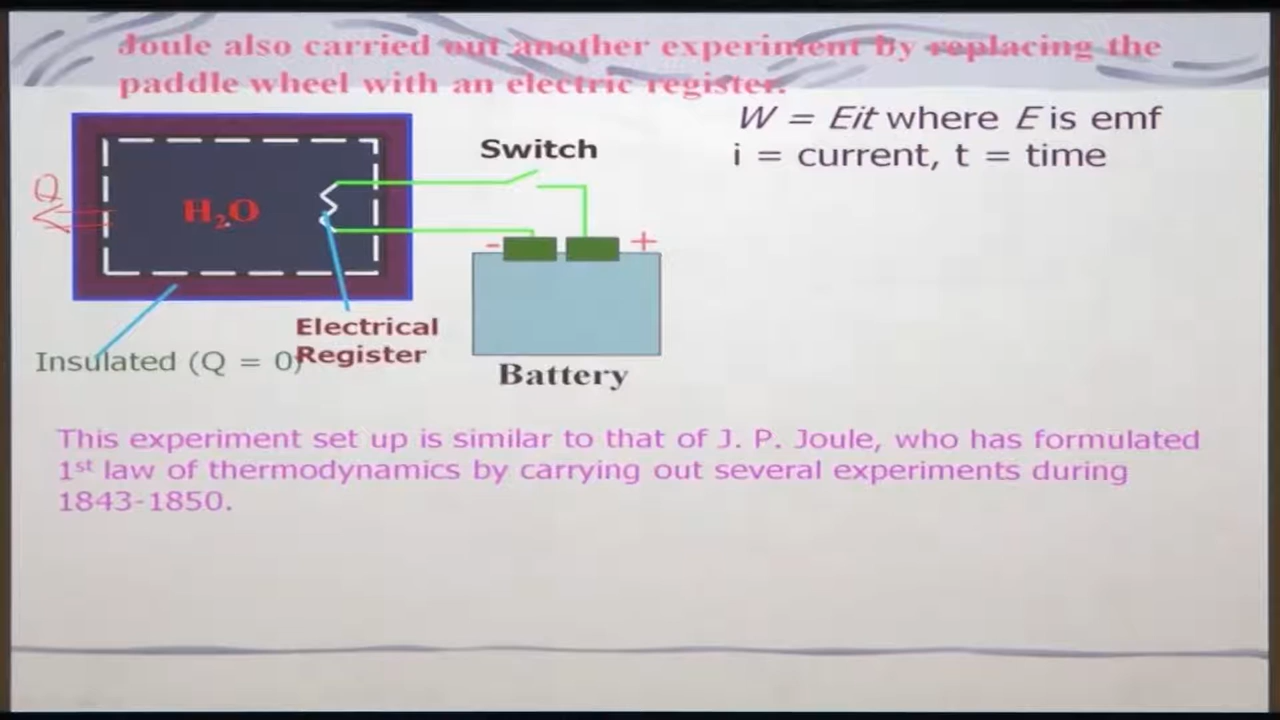 Joule also carried out another experiment by replacing the
paddle wheel with an electric register.
W = Eit where E is emf
i = current, t = time
Switch
Q
H₂O
- +
Electrical
Register
Insulated (Q = 0)
Battery
This experiment set up is similar to that of J. P. Joule, who has formulated
1st law of thermodynamics by carrying out several experiments during
1843-1850.